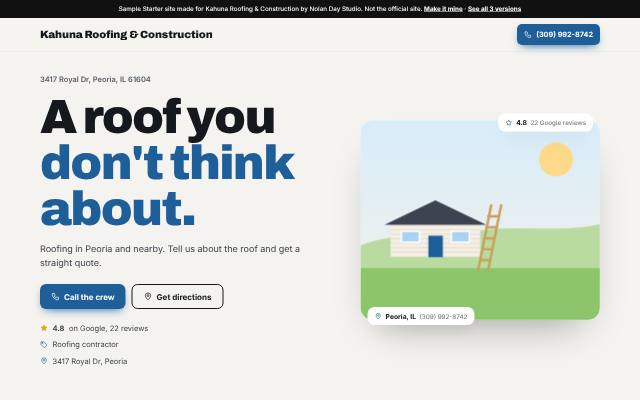 Sample Starter site made for Kahuna Roofing & Construction by Nolan Day Studio. Not the official site. Make it mine · See all 3 versions
Kahuna Roofing & Construction
(309) 992-8742
3417 Royal Dr, Peoria, IL 61604
A roof you
don't think
about.
Roofing in Peoria and nearby. Tell us about the roof and get a
straight quote.
Call the crew
Get directions
4.8 on Google, 22 reviews
Roofing contractor
3417 Royal Dr, Peoria
4.8 22 Google reviews
Peoria, IL (309) 992-8742